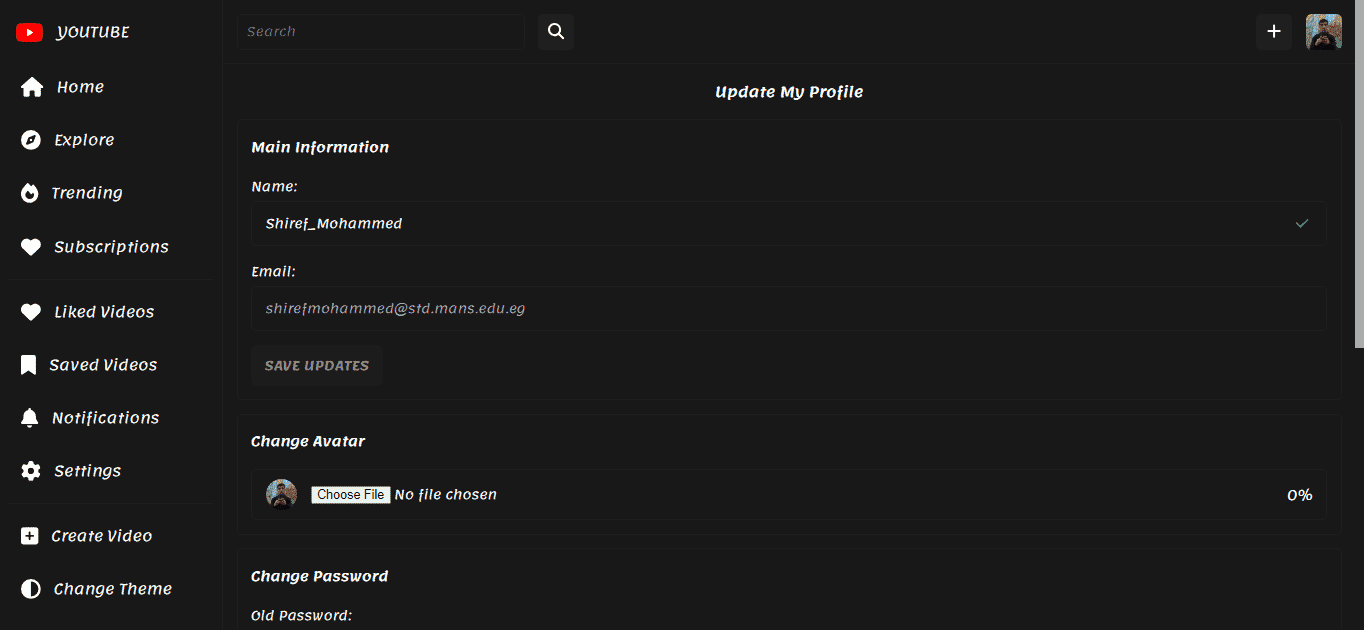 YOUTUBE
Home
Explore
Trending
Subscriptions
Liked Videos
Saved Videos
Notifications
Settings
Create Video
Change Theme
Search
Update My Profile
Main Information
Name:
Shiref_Mohammed
Email:
shirefmohammed@std.mans.edu.eg
SAVE UPDATES
Change Avatar
Choose File No file chosen 0%
Change Password
Old Password: